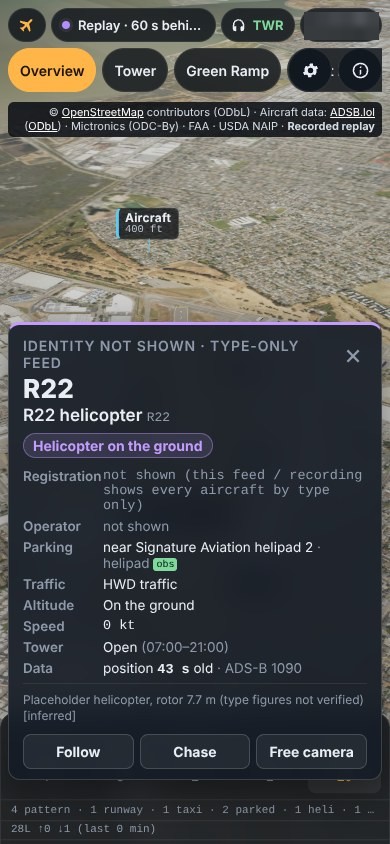 Replay · 60 s behi...
TWR
Overview
Tower
Green Ramp
© OpenStreetMap contributors (ODbL) · Aircraft data: ADSB.lol
(ODbL) · Mictronics (ODC-By) · FAA · USDA NAIP · Recorded replay
Aircraft
400 ft
IDENTITY NOT SHOWN · TYPE-ONLY
FEED
R22
R22 helicopter R22
Helicopter on the ground
Registration not shown (this feed / recording
shows every aircraft by type
only)
Operator not shown
Parking near Signature Aviation helipad 2 ·
helipad obs
Traffic HWD traffic
Altitude On the ground
Speed 0 kt
Tower Open (07:00–21:00)
Data position 43 s old · ADS-B 1090
Placeholder helicopter, rotor 7.7 m (type figures not verified)
[inferred]
Follow
Chase
Free camera
4 pattern · 1 runway · 1 taxi · 2 parked · 1 heli · 1 …
28L ↑0 ↓1 (last 0 min)